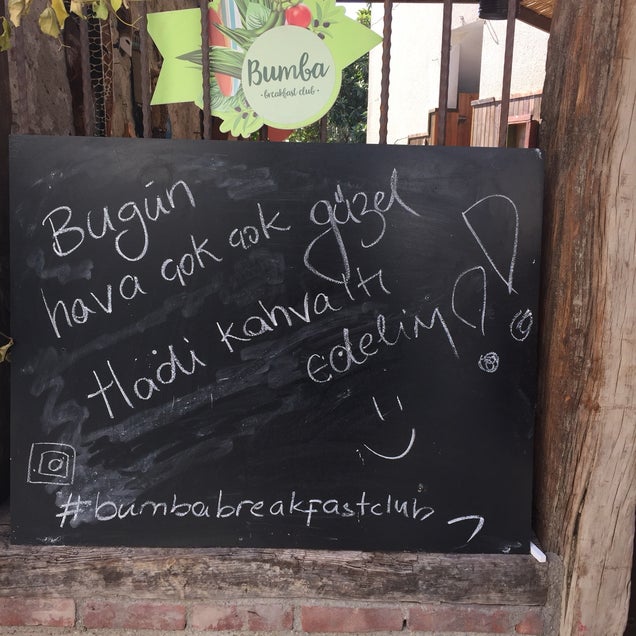 Bumba
• breakfast club •
Bugün
hava çok çok güzel
Hadi kahvaltı
edelim?!
:)
#bumbabreakfastclub